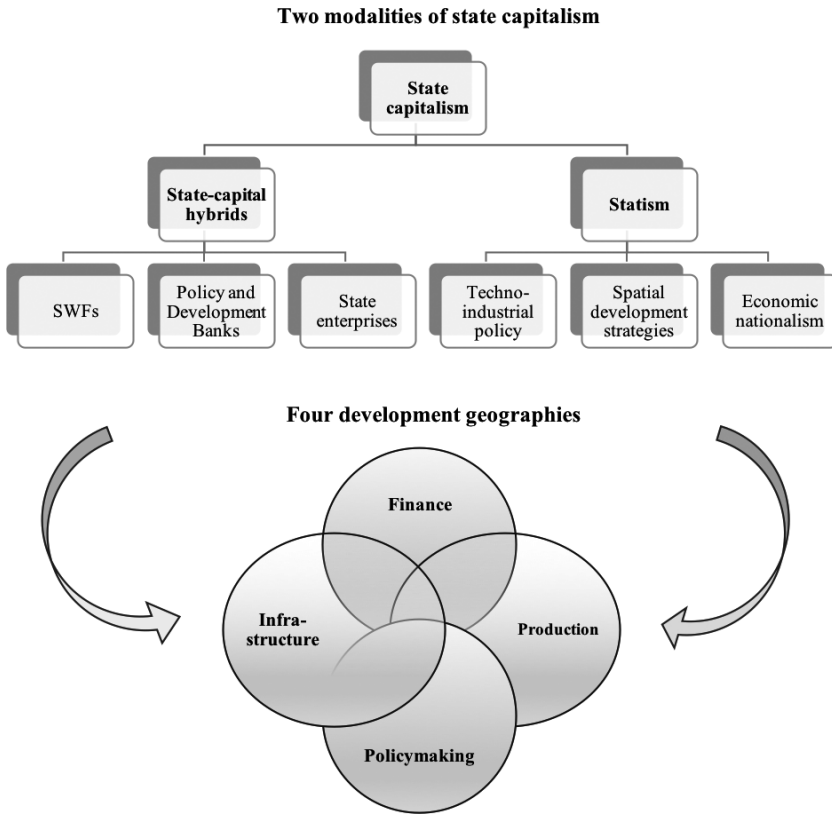 Two modalities of state capitalism
State
capitalism
State-capital
hybrids
Statism
SWFs
Policy and
Development
Banks
State
enterprises
Techno-
industrial
policy
Spatial
development
strategies
Economic
nationalism
Four development geographies
Finance
Infra-
structure
Production
Policymaking